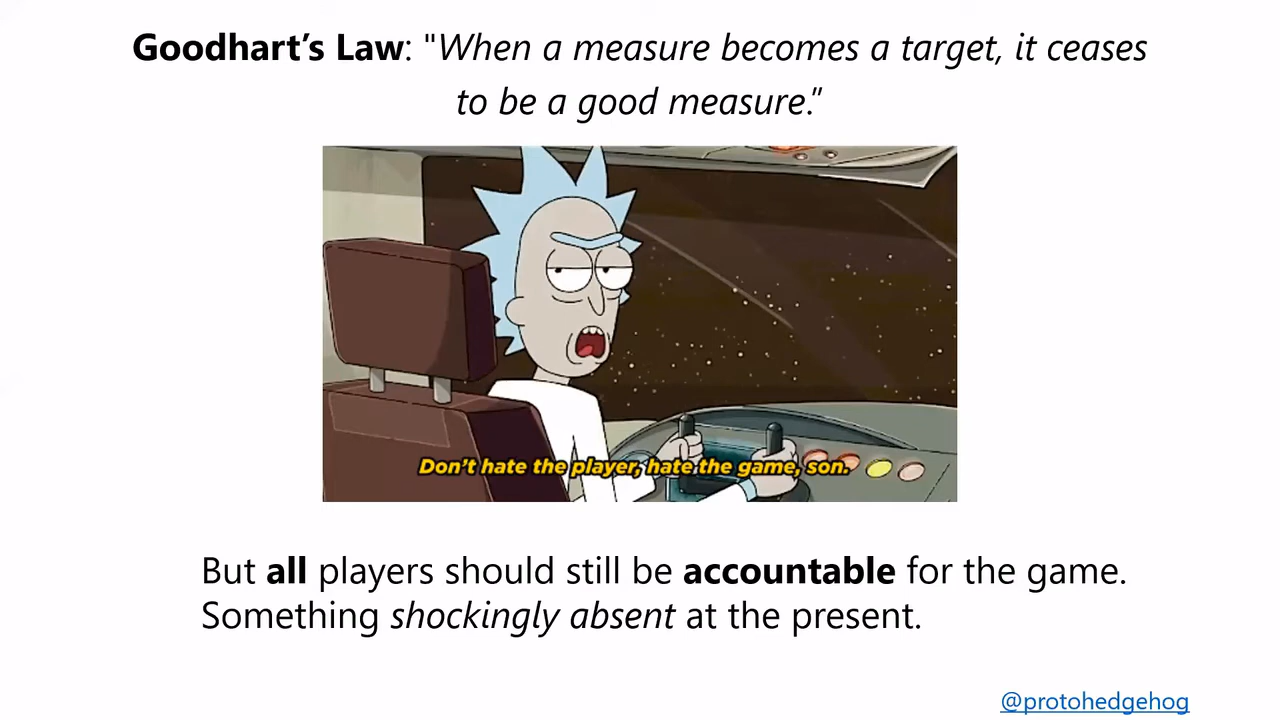 Goodhart’s Law: "When a measure becomes a target, it ceases
to be a good measure."
Don't hate the player, hate the game, son.
But all players should still be accountable for the game.
Something shockingly absent at the present.
@protohedgehog